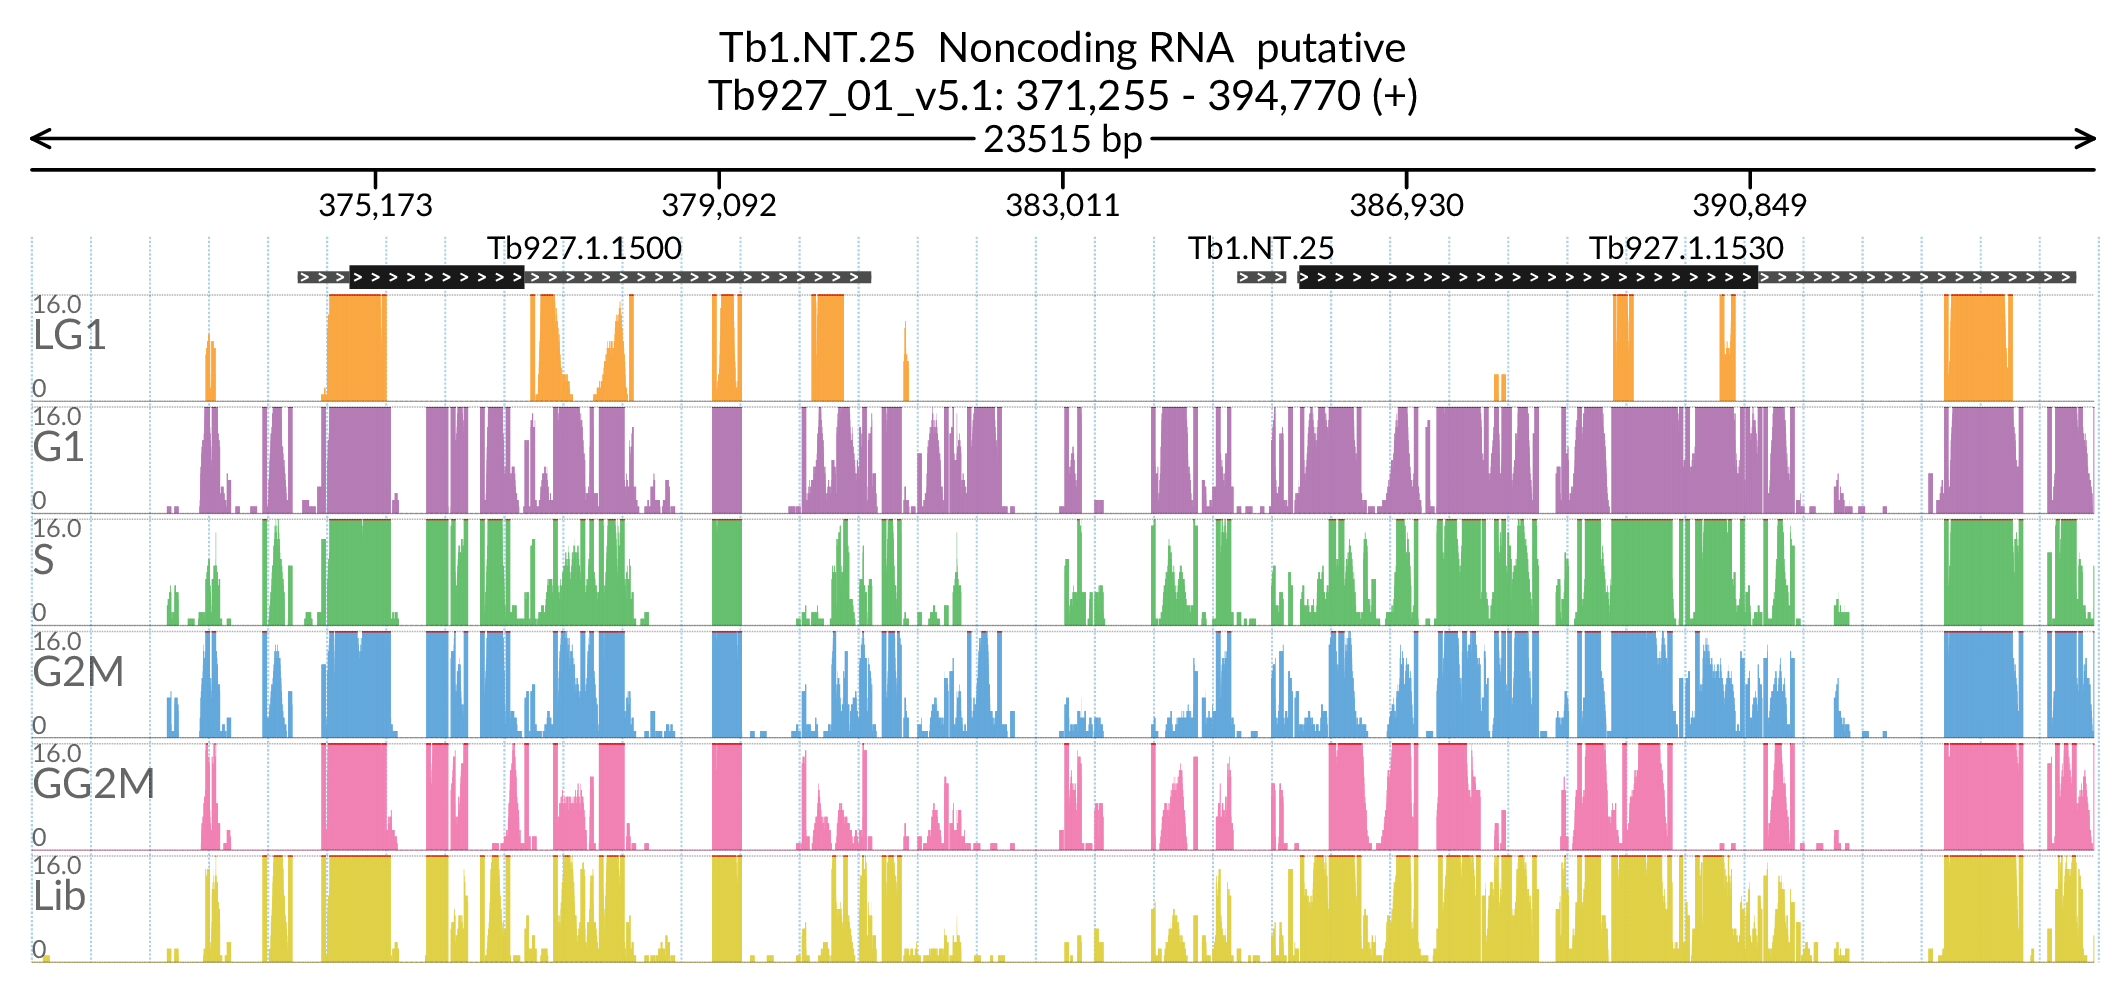 Tb1.NT.25 Noncoding RNA putative
Tb927_01_v5.1: 371,255 - 394,770 (+)
23515 bp
375,173 379,092 383,011 386,930 390,849
Tb927.1.1500 Tb1.NT.25 Tb927.1.1530
16.0
LG1
0
16.0
G1
0
16.0
S
0
16.0
G2M
0
16.0
GG2M
0
16.0
Lib
0